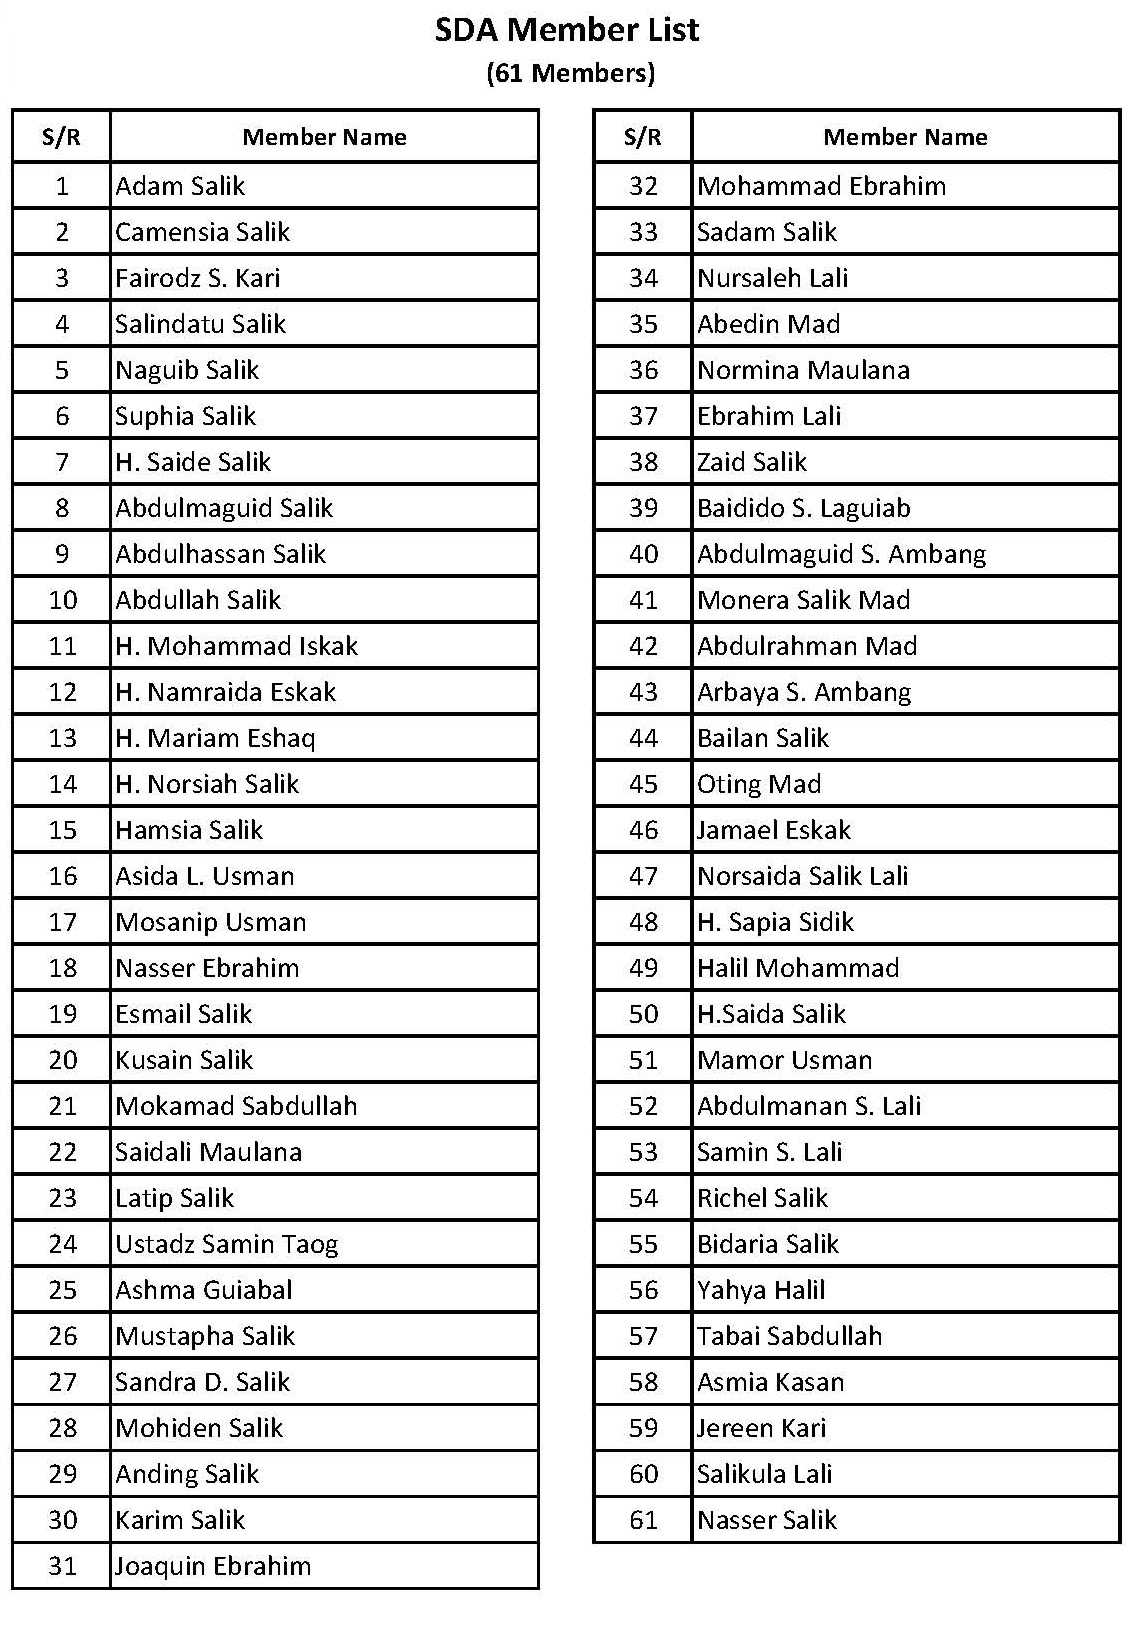 SDA Member List
(61 Members)
S/R Member Name
1 Adam Salik
2 Camensia Salik
3 Fairodz S. Kari
4 Salindatu Salik
5 Naguib Salik
6 Suphia Salik
7 H. Saide Salik
8 Abdulmaguid Salik
9 Abdulhassan Salik
10 Abdullah Salik
11 H. Mohammad Iskak
12 H. Namraida Eskak
13 H. Mariam Eshaq
14 H. Norsiah Salik
15 Hamsia Salik
16 Asida L. Usman
17 Mosanip Usman
18 Nasser Ebrahim
19 Esmail Salik
20 Kusain Salik
21 Mokamad Sabdullah
22 Saidali Maulana
23 Latip Salik
24 Ustadz Samin Taog
25 Ashma Guiabal
26 Mustapha Salik
27 Sandra D. Salik
28 Mohiden Salik
29 Anding Salik
30 Karim Salik
31 Joaquin Ebrahim
S/R Member Name
32 Mohammad Ebrahim
33 Sadam Salik
34 Nursaleh Lali
35 Abedin Mad
36 Normina Maulana
37 Ebrahim Lali
38 Zaid Salik
39 Baidido S. Laguiab
40 Abdulmaguid S. Ambang
41 Monera Salik Mad
42 Abdulrahman Mad
43 Arbaya S. Ambang
44 Bailan Salik
45 Oting Mad
46 Jamael Eskak
47 Norsaida Salik Lali
48 H. Sapia Sidik
49 Halil Mohammad
50 H.Saida Salik
51 Mamor Usman
52 Abdulmanan S. Lali
53 Samin S. Lali
54 Richel Salik
55 Bidaria Salik
56 Yahya Halil
57 Tabai Sabdullah
58 Asmia Kasan
59 Jereen Kari
60 Salikula Lali
61 Nasser Salik